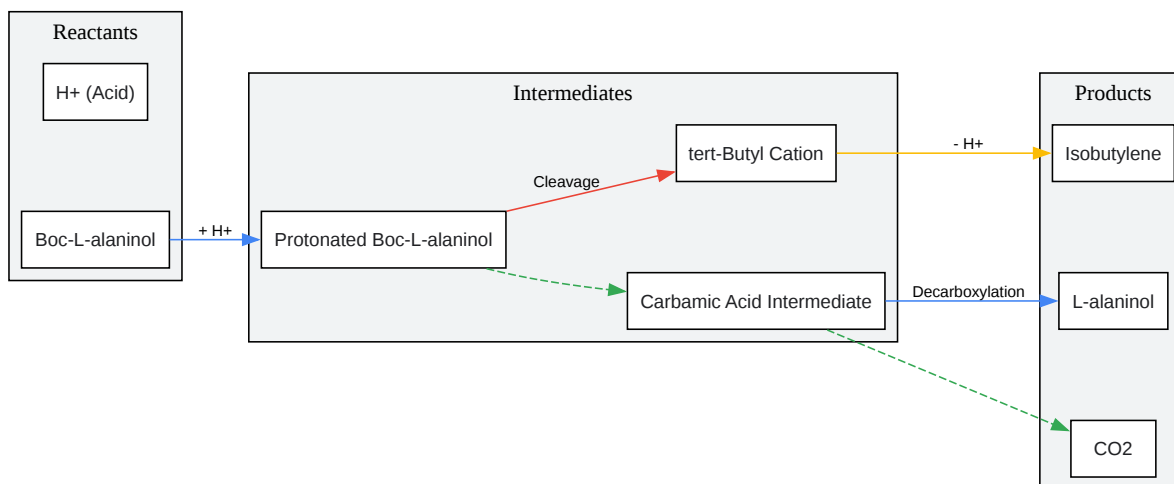 Reactants
H+ (Acid)
Boc-L-alaninol
+ H+
Intermediates
Protonated Boc-L-alaninol
Cleavage
tert-Butyl Cation
Carbamic Acid Intermediate
- H+
Decarboxylation
Products
Isobutylene
L-alaninol
CO2